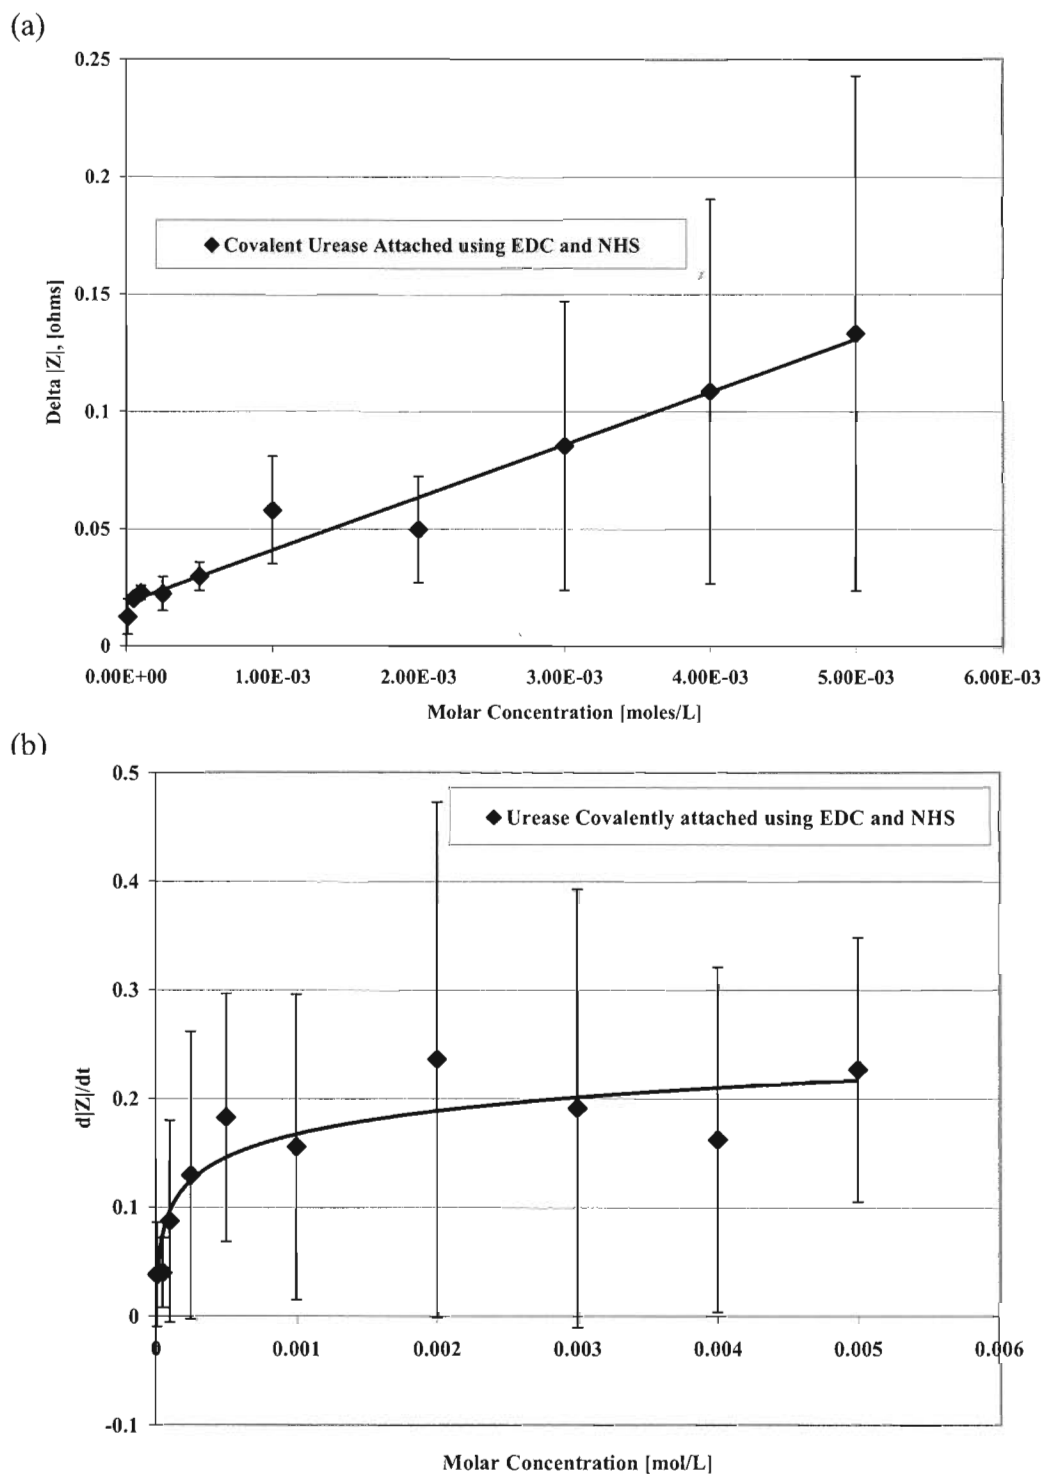 (a)
0.25
0.2
0.15
0.1
0.05
0
Delta |Z|, [ohms]
◆ Covalent Urease Attached using EDC and NHS
0.00E+00 1.00E-03 2.00E-03 3.00E-03 4.00E-03 5.00E-03 6.00E-03
Molar Concentration [moles/L]
(b)
0.5
0.4
0.3
0.2
0.1
0
-0.1
d|Z|/dt
◆ Urease Covalently attached using EDC and NHS
0 0.001 0.002 0.003 0.004 0.005 0.006
Molar Concentration [mol/L]